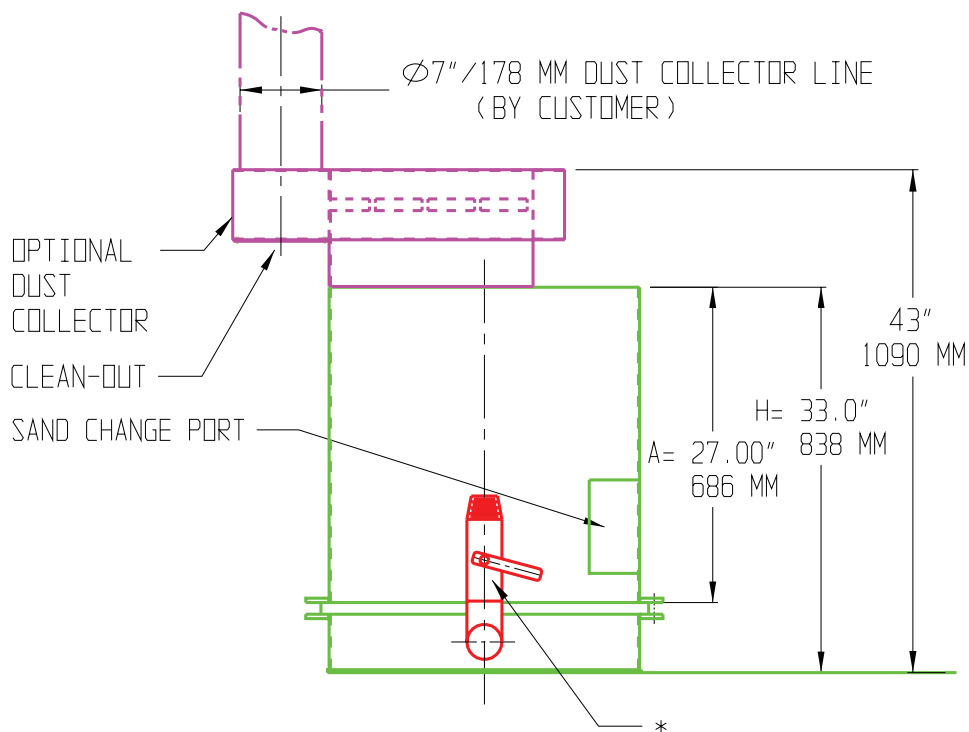 Ø7"/178 MM DUST COLLECTOR LINE
(BY CUSTOMER)
OPTIONAL
DUST
COLLECTOR
CLEAN-OUT
SAND CHANGE PORT
43"
1090 MM
H= 33.0"
838 MM
A= 27.00"
686 MM
*